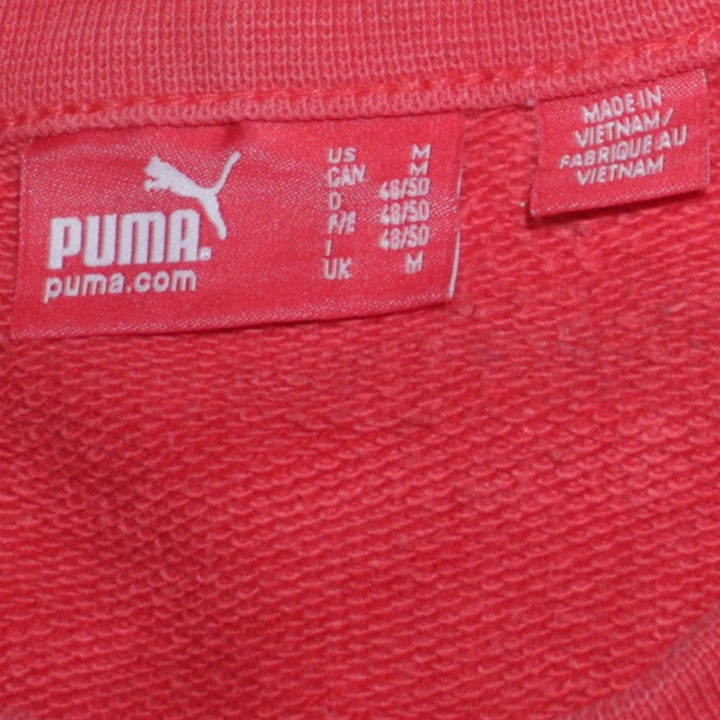 PUMA.
puma.com
US M
CAN M
D 48/50
F/E 48/50
I 48/50
UK M
MADE IN
VIETNAM/
FABRIQUE AU
VIETNAM